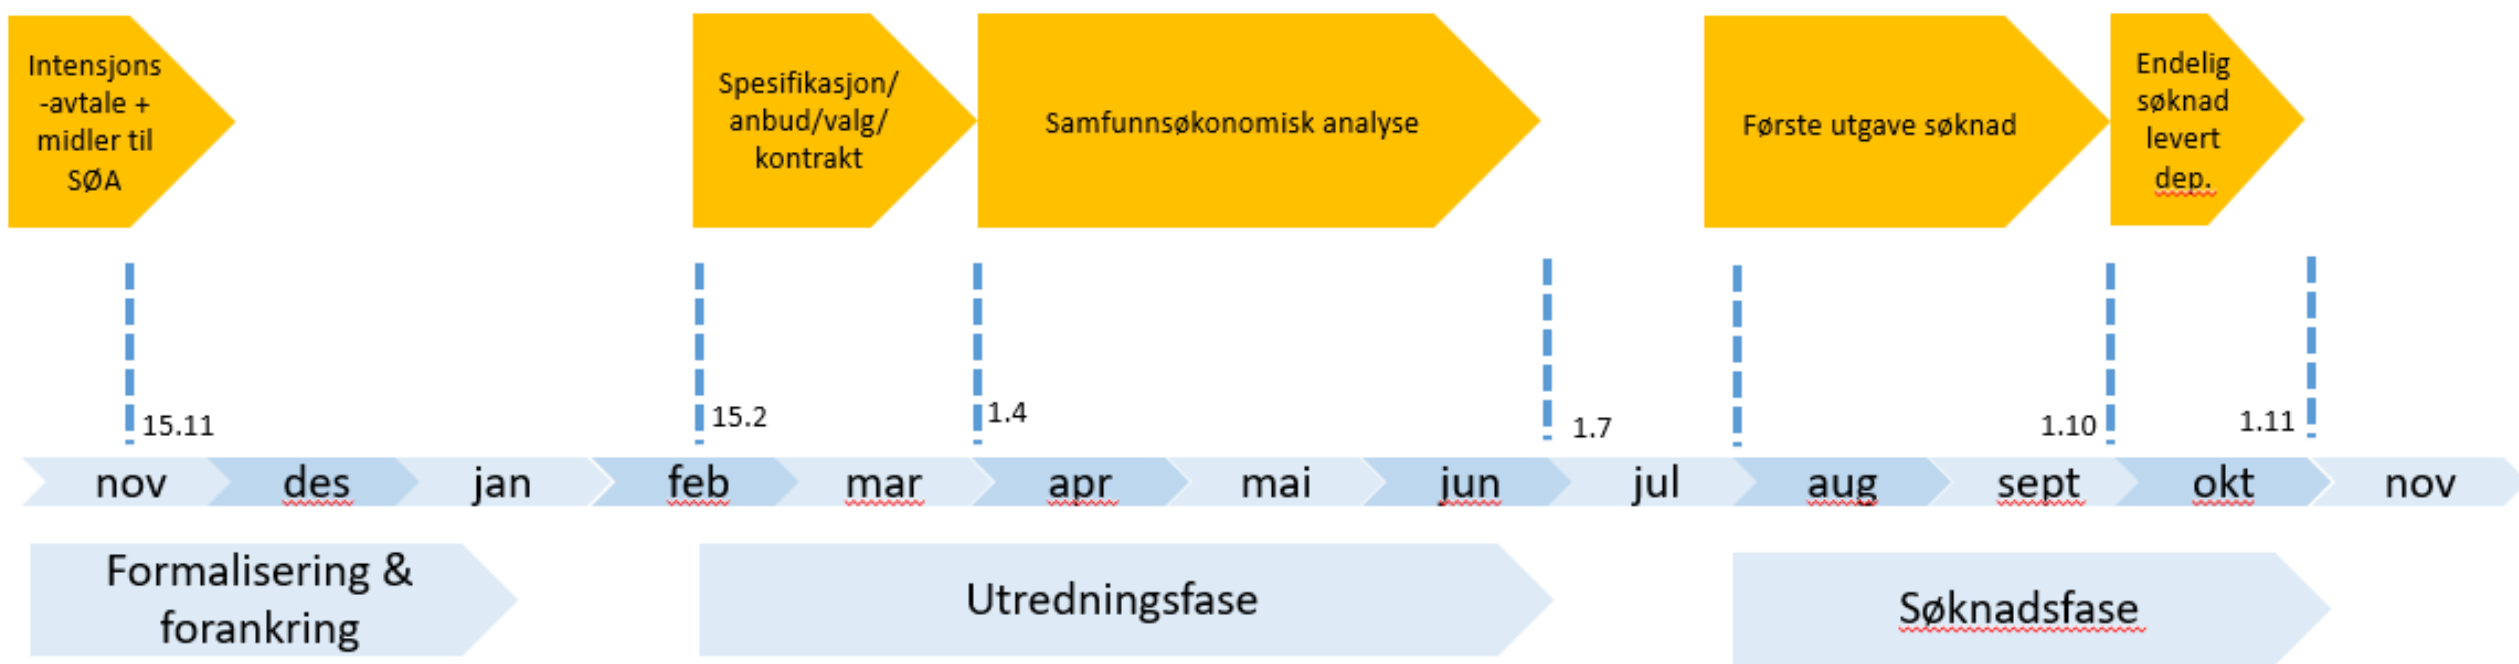 Intensjons
-avtale +
midler til
SØA
Spesifikasjon/
anbud/valg/
kontrakt
Samfunnsøkonomisk analyse
Første utgave søknad
Endelig
søknad
levert
dep.
15.11
15.2
1.4
1.7
1.10
1.11
nov
des
jan
feb
mar
apr
mai
jun
jul
aug
sept
okt
nov
Formalisering &
forankring
Utredningsfase
Søknadsfase